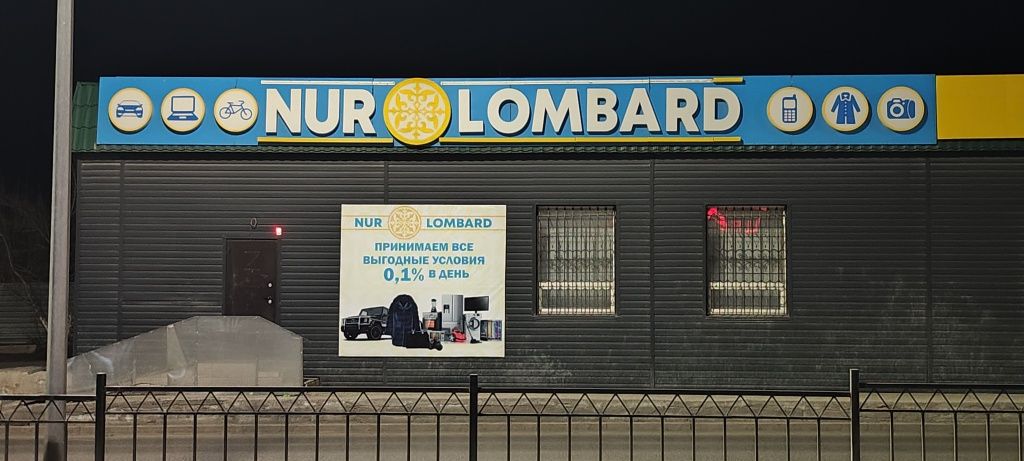 NUR LOMBARD
NUR LOMBARD
ПРИНИМАЕМ ВСЕ
ВЫГОДНЫЕ УСЛОВИЯ
0,1% В ДЕНЬ